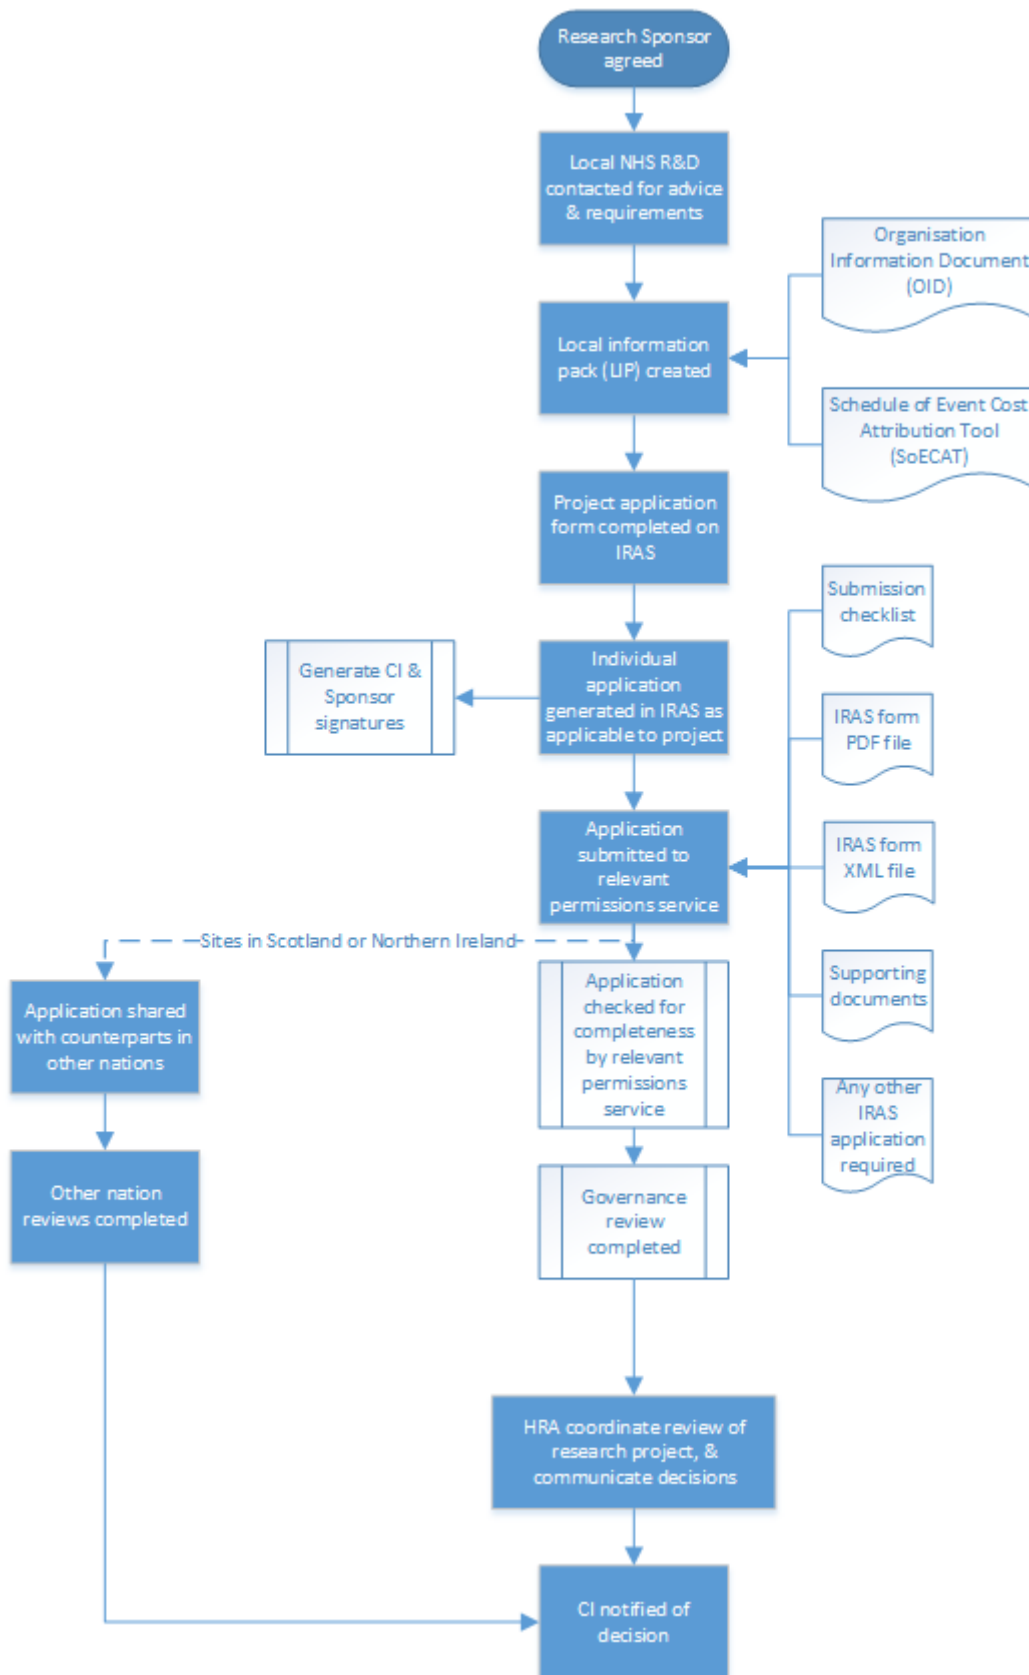 Research Sponsor
agreed
Local NHS R&D
contacted for advice
& requirements
Organisation
Information Document
(OID)
Local information
pack (LIP) created
Schedule of Event Cost
Attribution Tool
(SoECAT)
Project application
form completed on
IRAS
Submission
checklist
Generate CI &
Sponsor
signatures
Individual
application
generated in IRAS as
applicable to project
IRAS form
PDF file
Application
submitted to
relevant
permissions service
IRAS form
XML file
Sites in Scotland or Northern Ireland
Application shared
with counterparts in
other nations
Application
checked for
completeness
by relevant
permissions
service
Supporting
documents
Any other
IRAS
application
required
Other nation
reviews completed
Governance
review
completed
HRA coordinate review of
research project, &
communicate decisions
CI notified of
decision